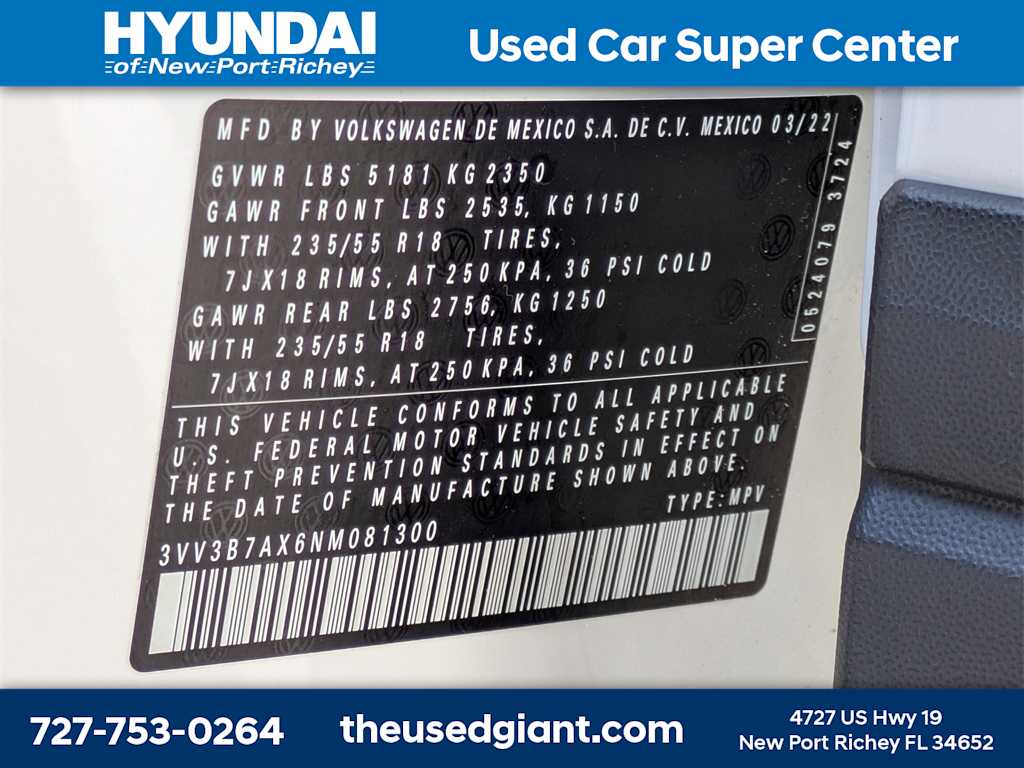 HYUNDAI
of New Port Richey
Used Car Super Center
MFD BY VOLKSWAGEN DE MEXICO S.A. DE C.V. MEXICO 03/22
GVWR LBS 5181 KG 2350
GAWR FRONT LBS 2535, KG 1150
WITH 235/55 R18 TIRES,
7JX18 RIMS, AT 250 KPA, 36 PSI COLD
GAWR REAR LBS 2756, KG 1250
WITH 235/55 R18 TIRES,
7JX18 RIMS, AT 250 KPA, 36 PSI COLD
0524079 3724
THIS VEHICLE CONFORMS TO ALL APPLICABLE
U.S. FEDERAL MOTOR VEHICLE SAFETY AND
THEFT PREVENTION STANDARDS IN EFFECT ON
THE DATE OF MANUFACTURE SHOWN ABOVE.
TYPE: MPV
3VV3B7AX6NM081300
727-753-0264
theusedgiant.com
4727 US Hwy 19
New Port Richey FL 34652